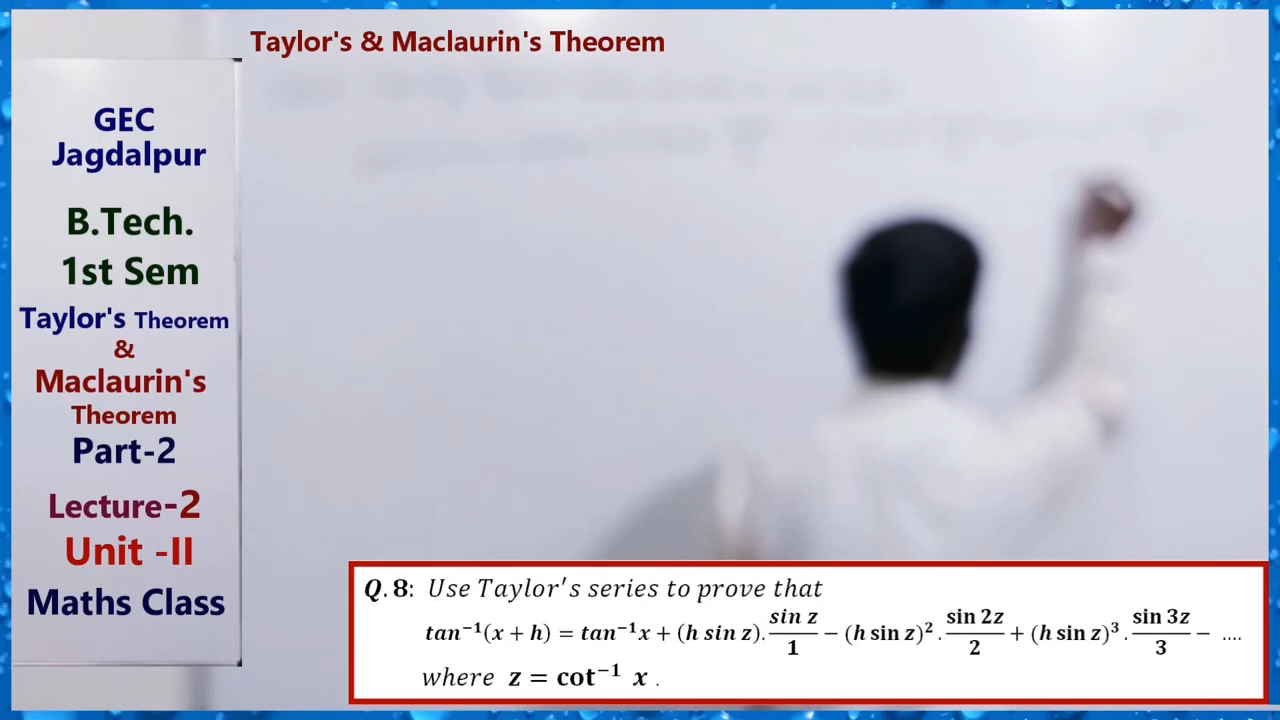 Taylor's & Maclaurin's Theorem
GEC
Jagdalpur
B.Tech.
1st Sem
Taylor's Theorem
&
Maclaurin's
Theorem
Part-2
Lecture-2
Unit -II
Maths Class
Q.8: Use Taylor's series to prove that
tan⁻¹(x + h) = tan⁻¹x + (h sin z).sin z/1 − (h sin z)².sin 2z/2 + (h sin z)³.sin 3z/3 − ....
where z = cot⁻¹ x .